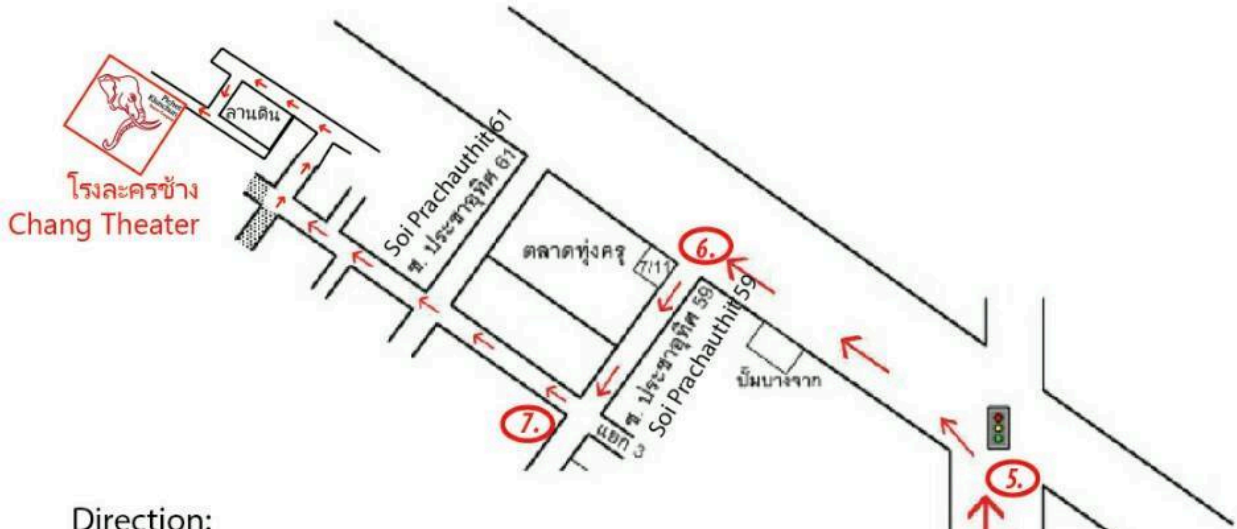 Pichet
Klunchun
ลานดิน
โรงละครช้าง
Chang Theater
Soi Prachauthit 61
ซ. ประชาอุทิศ 61
ตลาดทุ่งครุ
7/11
6.
ซ. ประชาอุทิศ 59
Soi Prachauthit 59
ปั๊มบางจาก
7.
แยก 3
5.
Direction: